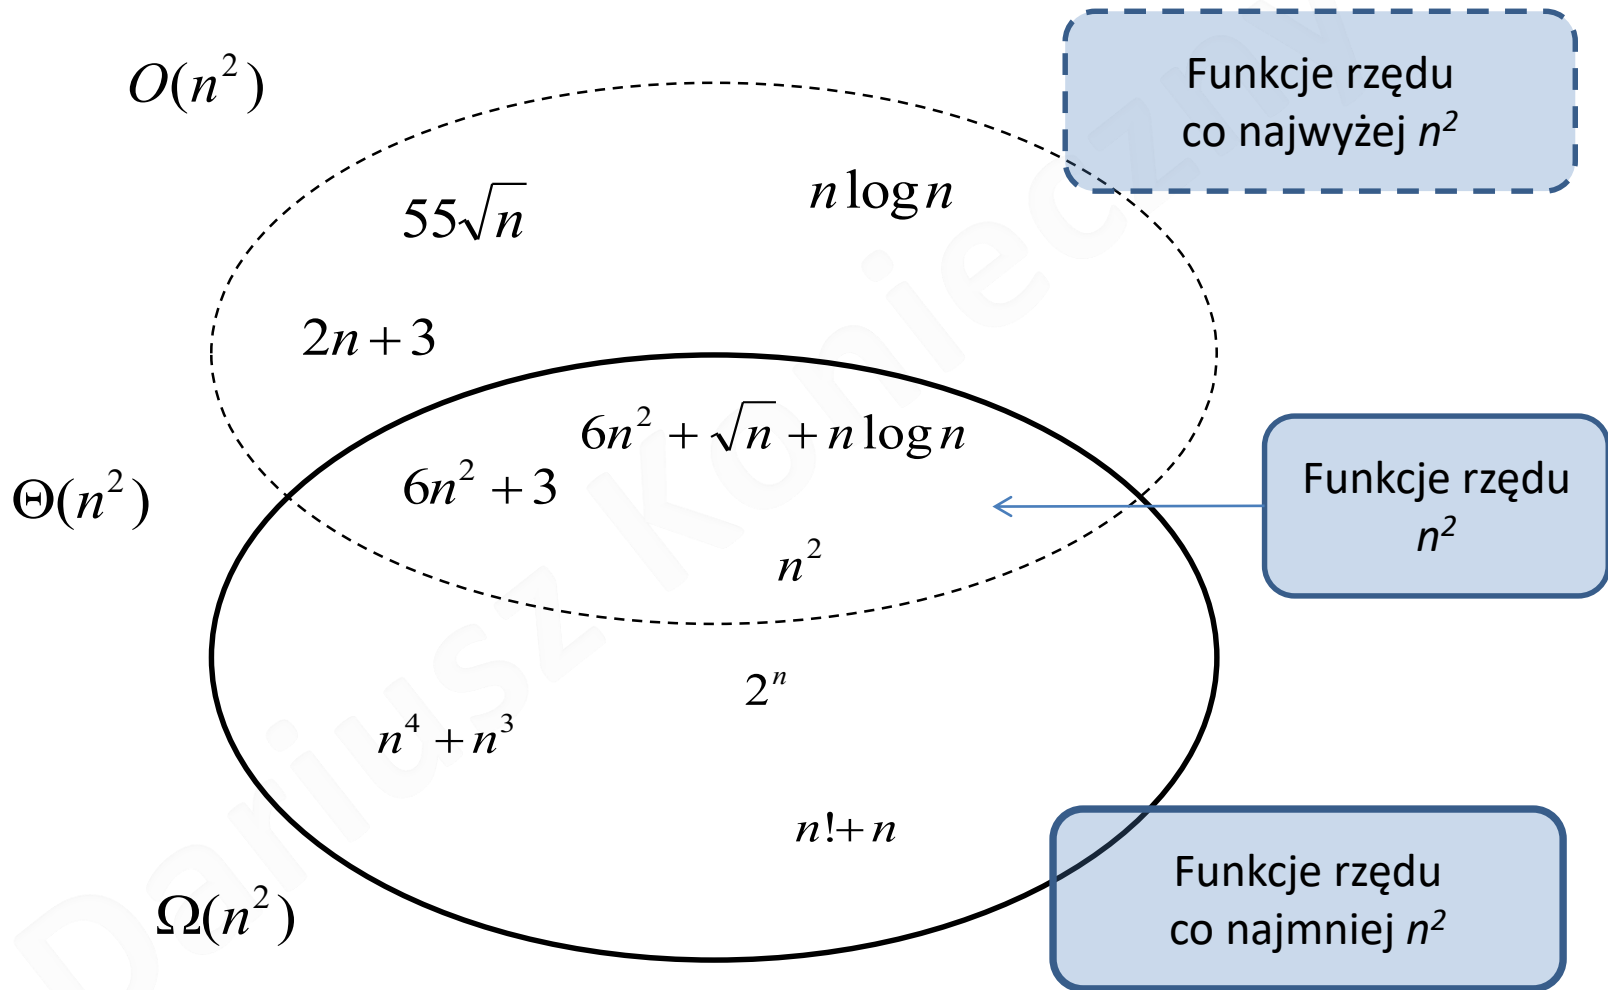 O(n²)
Funkcje rzędu
co najwyżej n²
55√n
n log n
2n + 3
6n² + √n + n log n
6n² + 3
Θ(n²)
Funkcje rzędu
n²
n²
2ⁿ
n⁴ + n³
n!+ n
Ω(n²)
Funkcje rzędu
co najmniej n²
Dariusz Konieczny